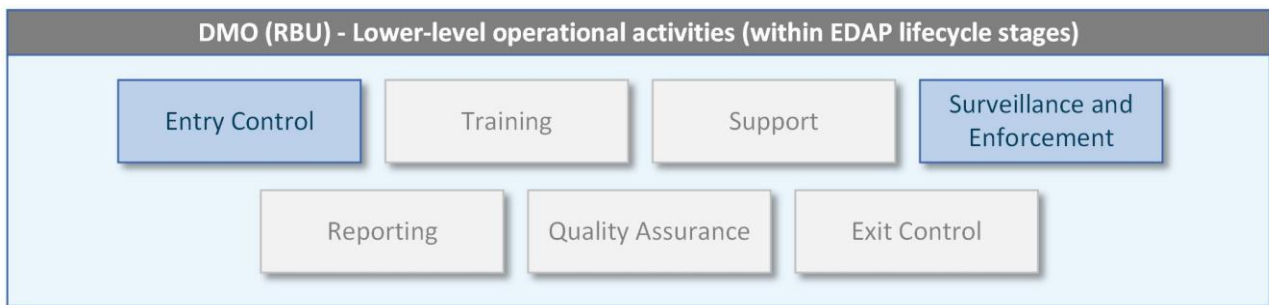 DMO (RBU) - Lower-level operational activities (within EDAP lifecycle stages)
Entry Control
Training
Support
Surveillance and
Enforcement
Reporting
Quality Assurance
Exit Control